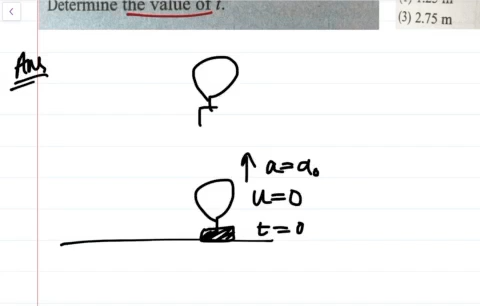 Determine the value of t.
(3) 2.75 m
Ans
a=a₀
u=0
t=0